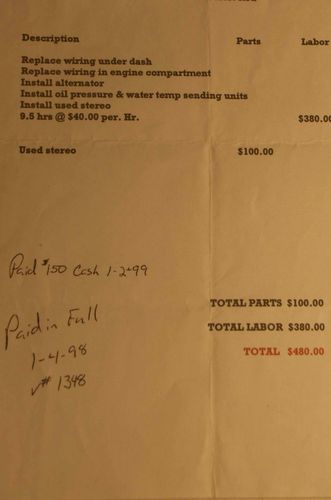 Description Parts Labor
Replace wiring under dash
Replace wiring in engine compartment
Install alternator
Install oil pressure & water temp sending units
Install used stereo
9.5 hrs @ $40.00 per. Hr. $380.00
Used stereo $100.00
Paid $150 Cash 1-2-99
TOTAL PARTS $100.00
Paid in Full
TOTAL LABOR $380.00
1-4-98
TOTAL $480.00
# 1348